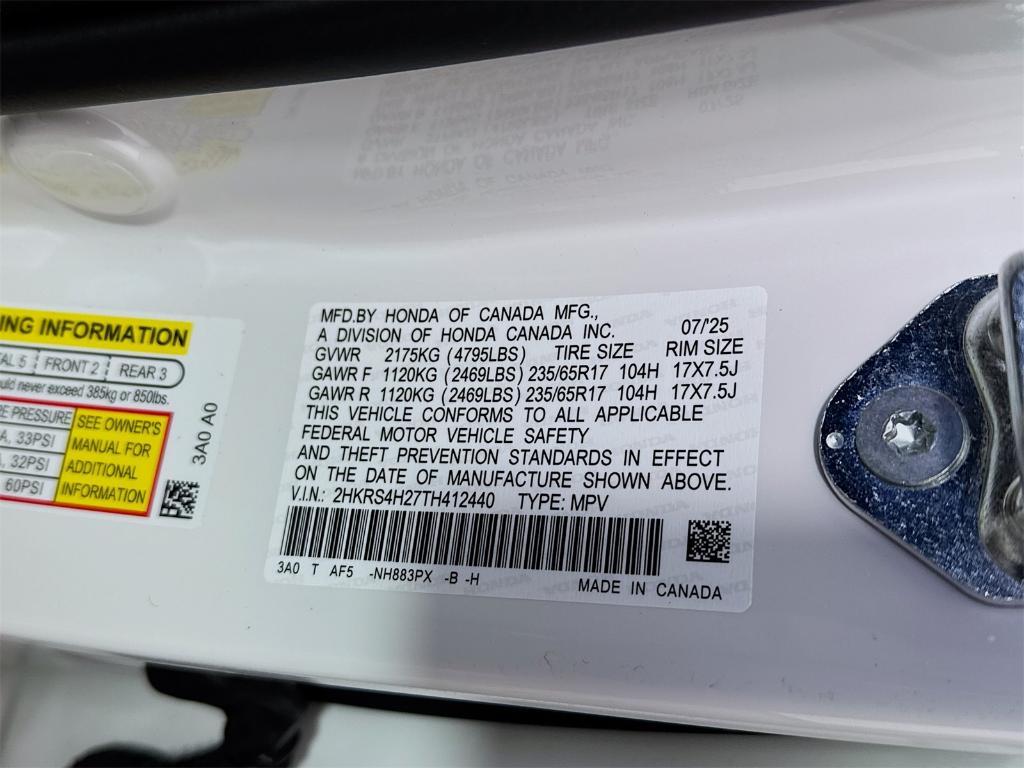 MFD.BY HONDA OF CANADA MFG.,
A DIVISION OF HONDA CANADA INC. 07/'25
GVWR 2175KG (4795LBS) TIRE SIZE RIM SIZE
GAWR F 1120KG (2469LBS) 235/65R17 104H 17X7.5J
GAWR R 1120KG (2469LBS) 235/65R17 104H 17X7.5J
THIS VEHICLE CONFORMS TO ALL APPLICABLE
FEDERAL MOTOR VEHICLE SAFETY
AND THEFT PREVENTION STANDARDS IN EFFECT
ON THE DATE OF MANUFACTURE SHOWN ABOVE.
V.I.N.: 2HKRS4H27TH412440 TYPE: MPV
3A0 T AF5 -NH883PX -B -H
MADE IN CANADA
ING INFORMATION
TAL 5 FRONT 2 REAR 3
uld never exceed 385kg or 850lbs.
RE PRESSURE
A, 33PSI
A, 32PSI
60PSI
SEE OWNER'S
MANUAL FOR
ADDITIONAL
INFORMATION
3A0 A0